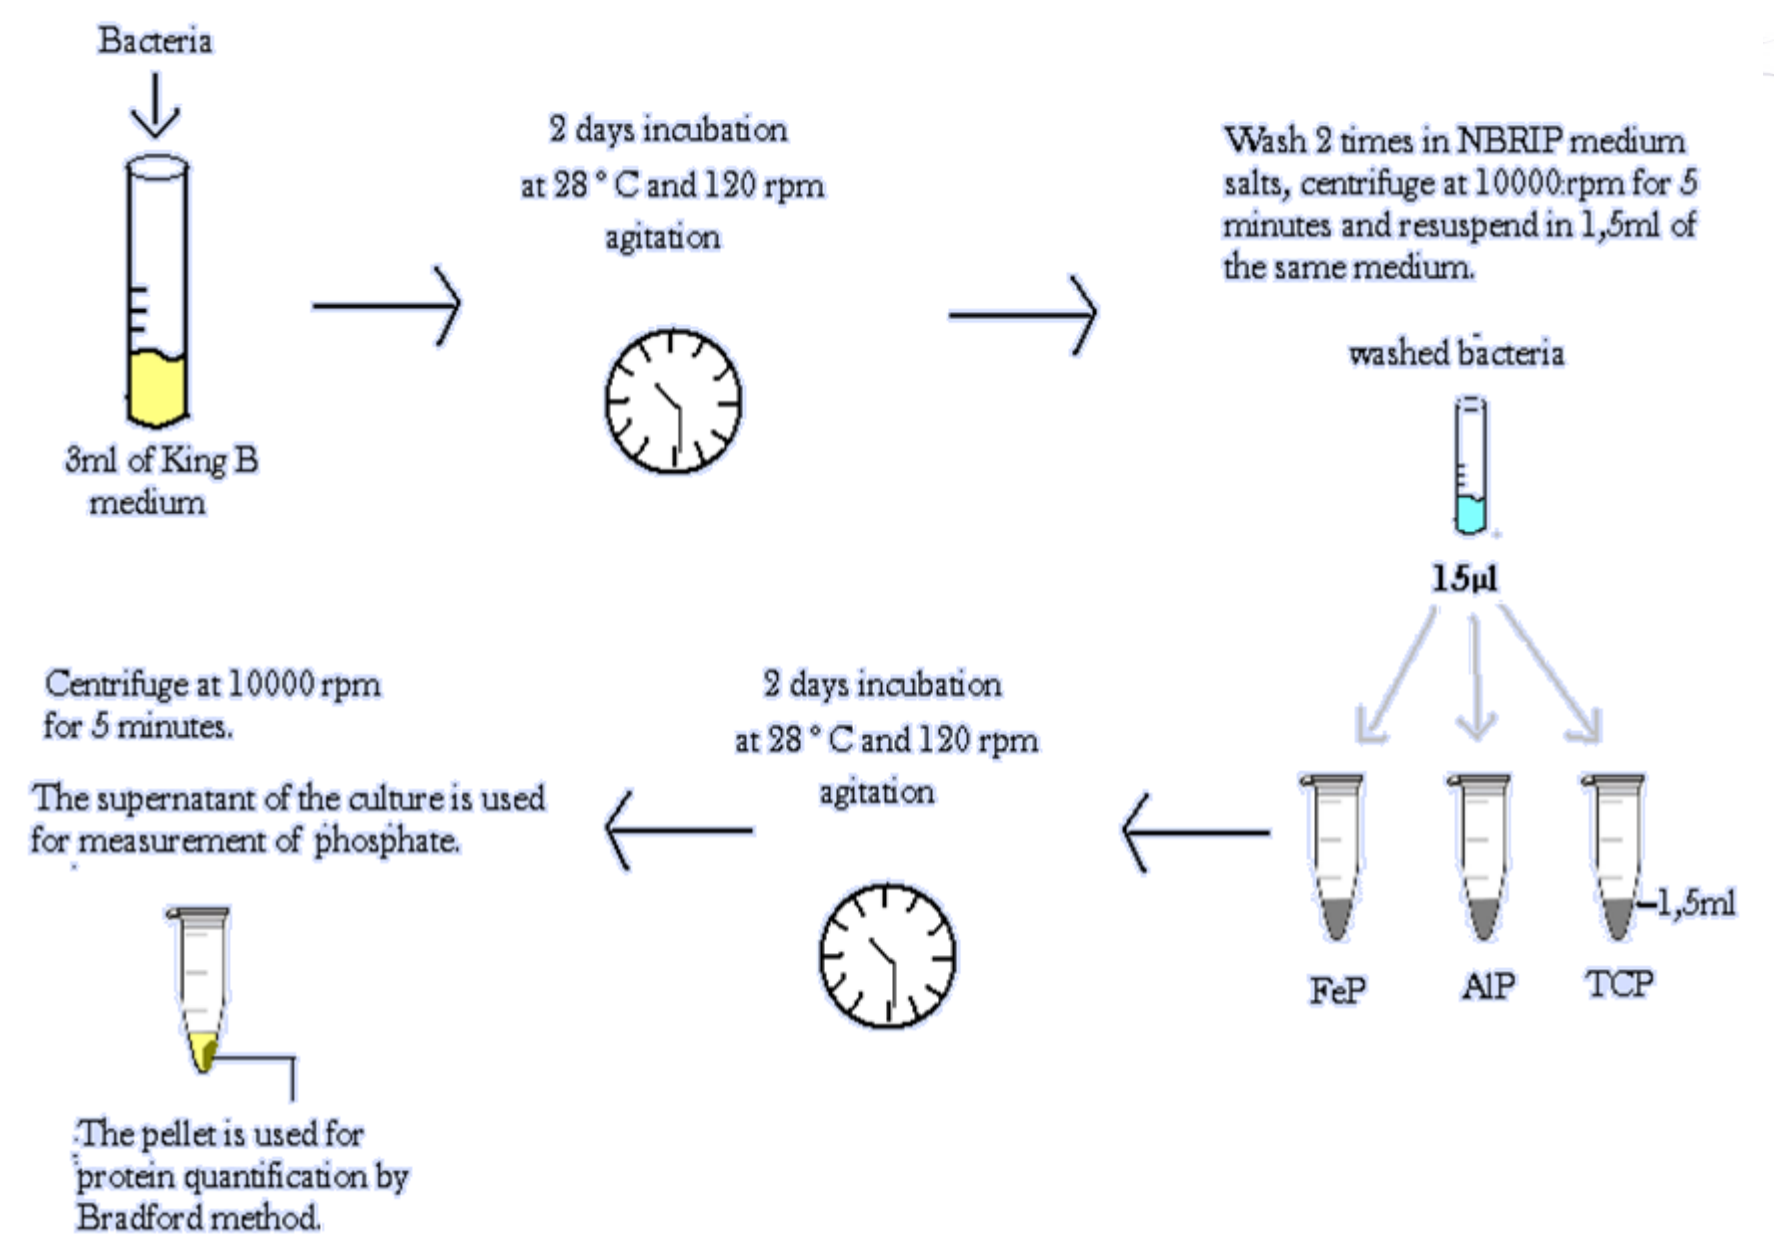 Bacteria
3ml of King B
medium
2 days incubation
at 28 ° C and 120 rpm
agitation
Wash 2 times in NBRIP medium
salts, centrifuge at 10000 rpm for 5
minutes and resuspend in 1,5ml of
the same medium.
washed bacteria
15µl
FeP
AlP
TCP
1,5ml
2 days incubation
at 28 ° C and 120 rpm
agitation
Centrifuge at 10000 rpm
for 5 minutes.
The supernatant of the culture is used
for measurement of phosphate.
The pellet is used for
protein quantification by
Bradford method.